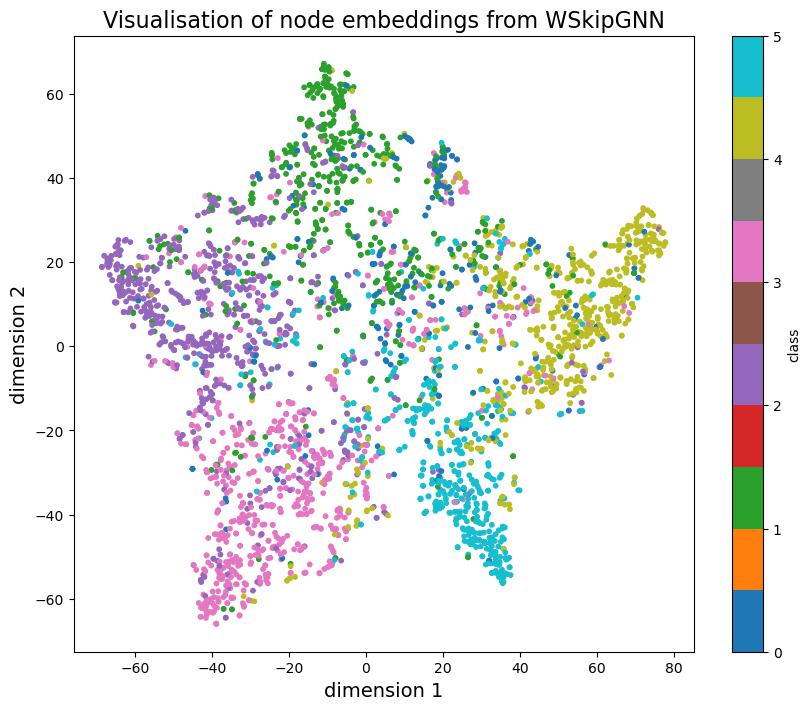 Visualisation of node embeddings from WSkipGNN
60
40
20
0
−20
−40
−60
dimension 2
−60 −40 −20 0 20 40 60 80
dimension 1
5
4
3
2
1
0
class